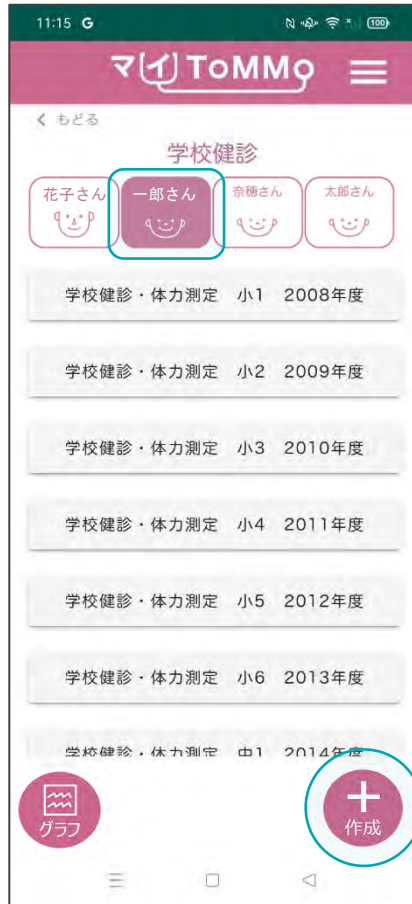 11:15 G 100
マイToMMo
もどる
学校健診
花子さん 一郎さん 奈穂さん 太郎さん
学校健診・体力測定 小1 2008年度
学校健診・体力測定 小2 2009年度
学校健診・体力測定 小3 2010年度
学校健診・体力測定 小4 2011年度
学校健診・体力測定 小5 2012年度
学校健診・体力測定 小6 2013年度
学校健診・体力測定 中1 2014年度
グラフ
作成